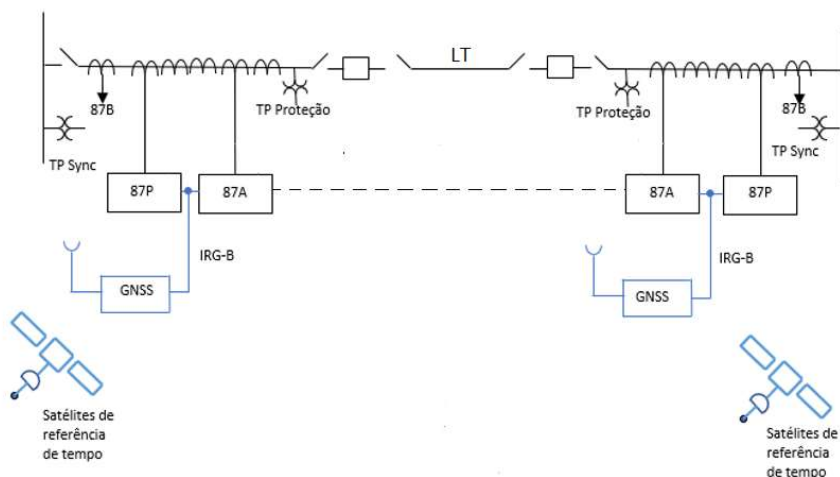 LT
87B
TP Proteção
TP Proteção
87B
TP Sync
TP Sync
87P
87A
87A
87P
IRG-B
IRG-B
GNSS
GNSS
Satélites de
referência
de tempo
Satélites de
referência
de tempo